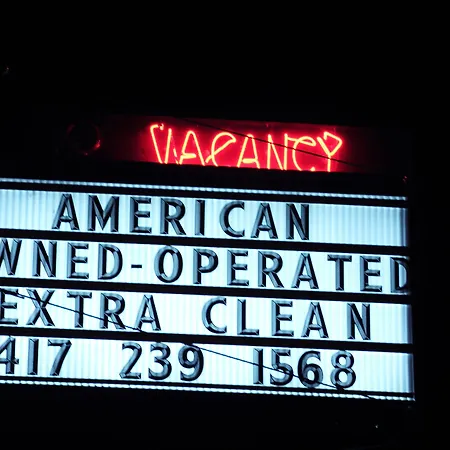 VACANCY
AMERICAN
WNED-OPERATED
EXTRA CLEAN
417 239 1568